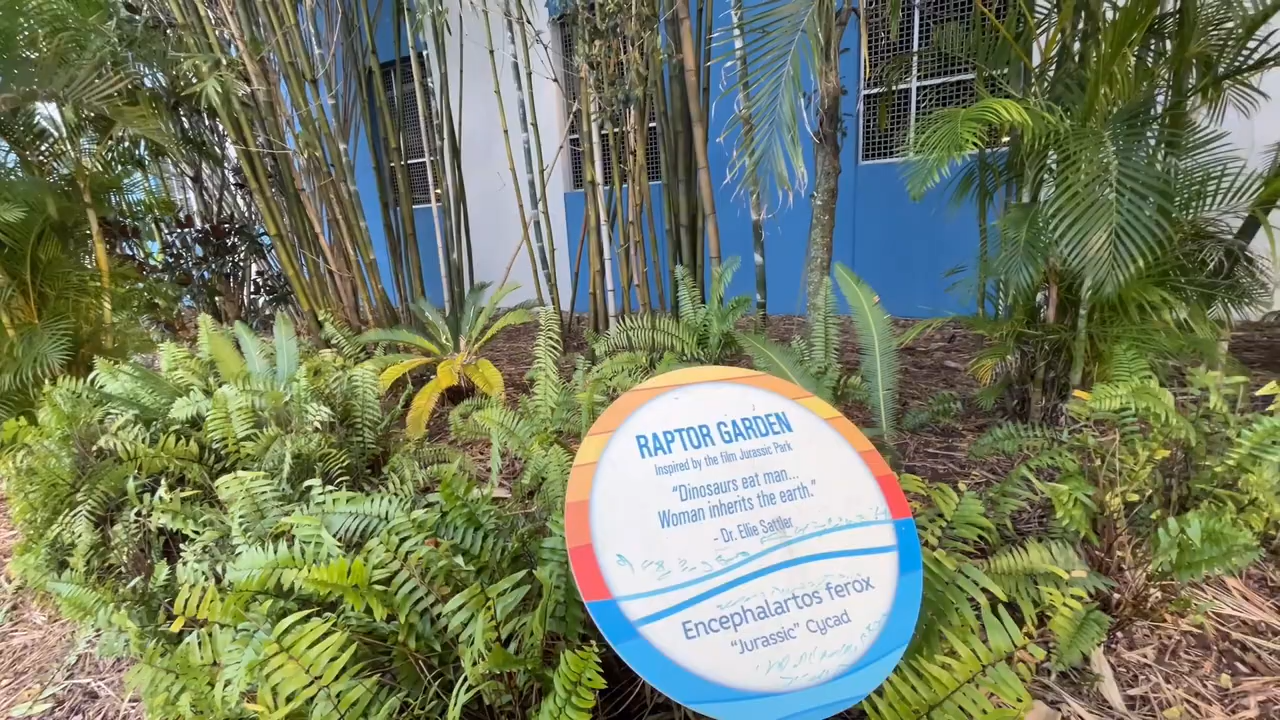 RAPTOR GARDEN
Inspired by the film Jurassic Park
"Dinosaurs eat man...
Woman inherits the earth."
- Dr. Ellie Sattler
Encephalartos ferox
"Jurassic" Cycad